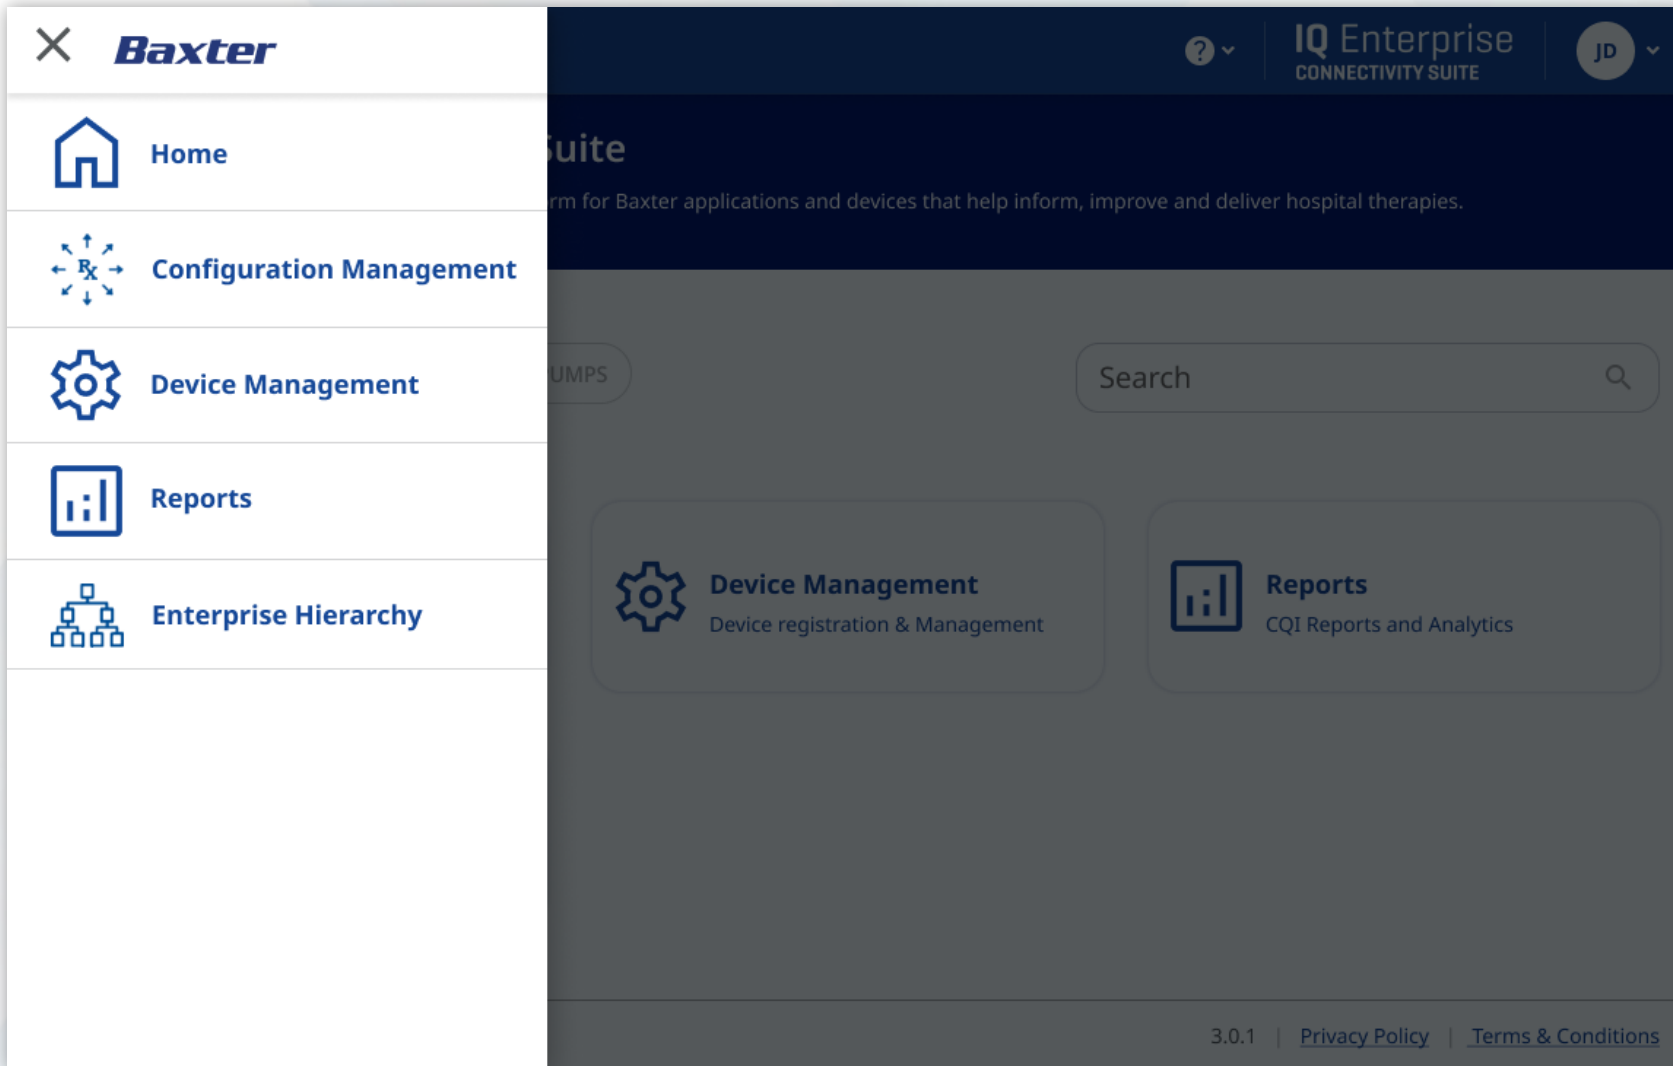 Baxter
IQ Enterprise
CONNECTIVITY SUITE
JD
Home
Suite
rm for Baxter applications and devices that help inform, improve and deliver hospital therapies.
Rx
Configuration Management
Device Management
UMPS
Search
Reports
Enterprise Hierarchy
Device Management
Device registration & Management
Reports
CQI Reports and Analytics
3.0.1 | Privacy Policy | Terms & Conditions